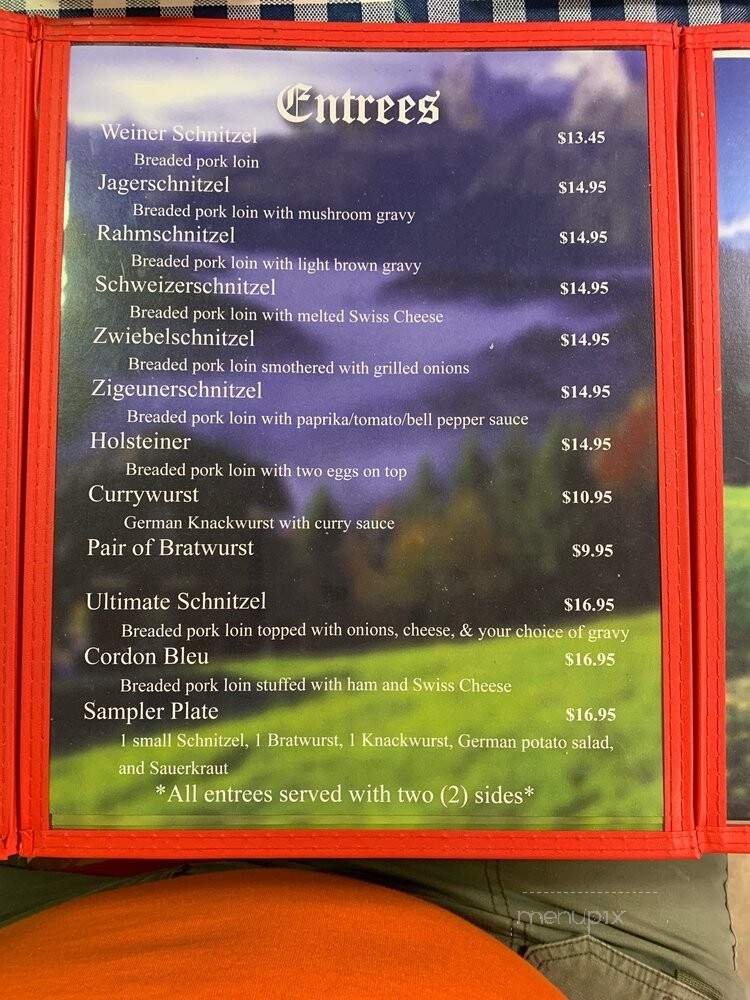 Entrees
Weiner Schnitzel $13.45
Breaded pork loin
Jagerschnitzel $14.95
Breaded pork loin with mushroom gravy
Rahmschnitzel $14.95
Breaded pork loin with light brown gravy
Schweizerschnitzel $14.95
Breaded pork loin with melted Swiss Cheese
Zwiebelschnitzel $14.95
Breaded pork loin smothered with grilled onions
Zigeunerschnitzel $14.95
Breaded pork loin with paprika/tomato/bell pepper sauce
Holsteiner $14.95
Breaded pork loin with two eggs on top
Currywurst $10.95
German Knackwurst with curry sauce
Pair of Bratwurst $9.95
Ultimate Schnitzel $16.95
Breaded pork loin topped with onions, cheese, & your choice of gravy
Cordon Bleu $16.95
Breaded pork loin stuffed with ham and Swiss Cheese
Sampler Plate $16.95
1 small Schnitzel, 1 Bratwurst, 1 Knackwurst, German potato salad,
and Sauerkraut
*All entrees served with two (2) sides*
menupix